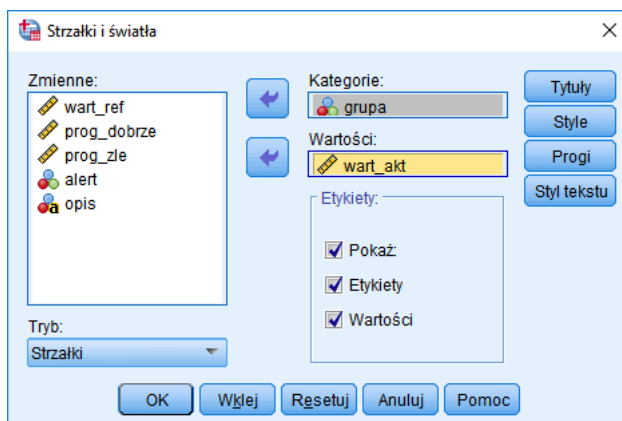 Strzałki i światła
Zmienne:
wart_ref
prog_dobrze
prog_zle
alert
opis
Tryb:
Strzałki
Kategorie:
grupa
Wartości:
wart_akt
Etykiety:
Pokaż:
Etykiety
Wartości
Tytuły
Style
Progi
Styl tekstu
OK
Wklej
Resetuj
Anuluj
Pomoc